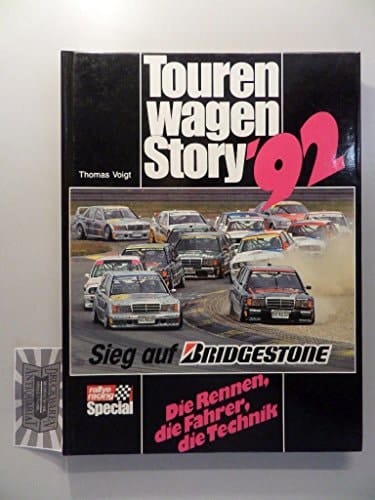 Touren
wagen
Story '92
Thomas Voigt
Sieg auf BRIDGESTONE
rallye
racing
Special
Die Rennen,
die Fahrer,
die Technik